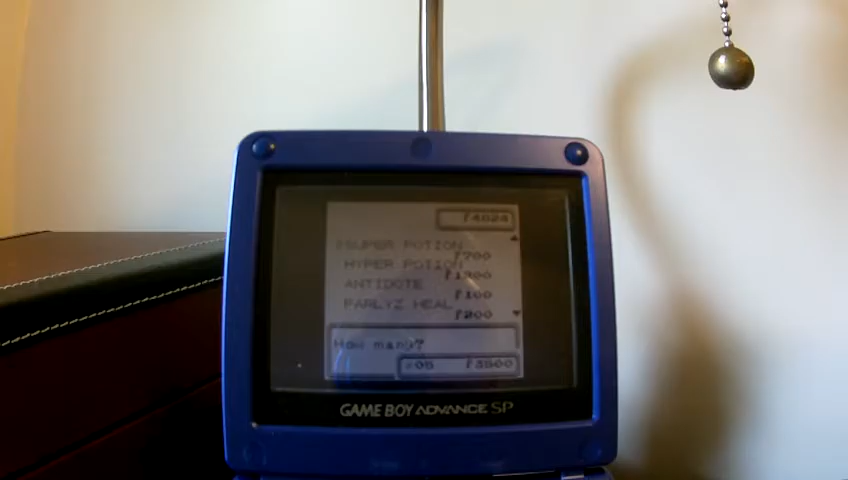 ₽4824
SUPER POTION
₽700
HYPER POTION
₽1200
ANTIDOTE
₽100
PARLYZ HEAL
₽200
How many?
×05 ₽3500
GAME BOY ADVANCE SP